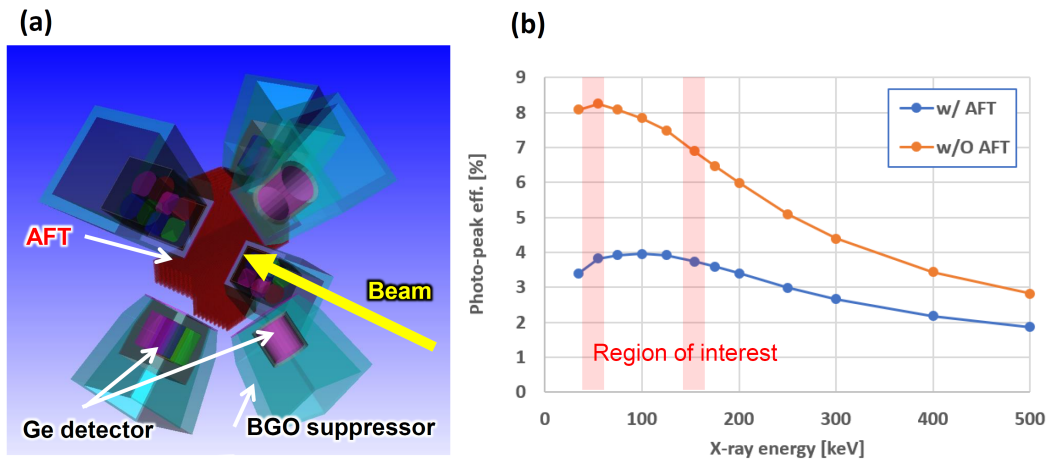 (a)
AFT
Beam
Ge detector
BGO suppressor
(b)
9
8
7
6
5
4
3
2
1
0
Photo-peak eff. [%]
w/ AFT
w/O AFT
Region of interest
0 100 200 300 400 500
X-ray energy [keV]